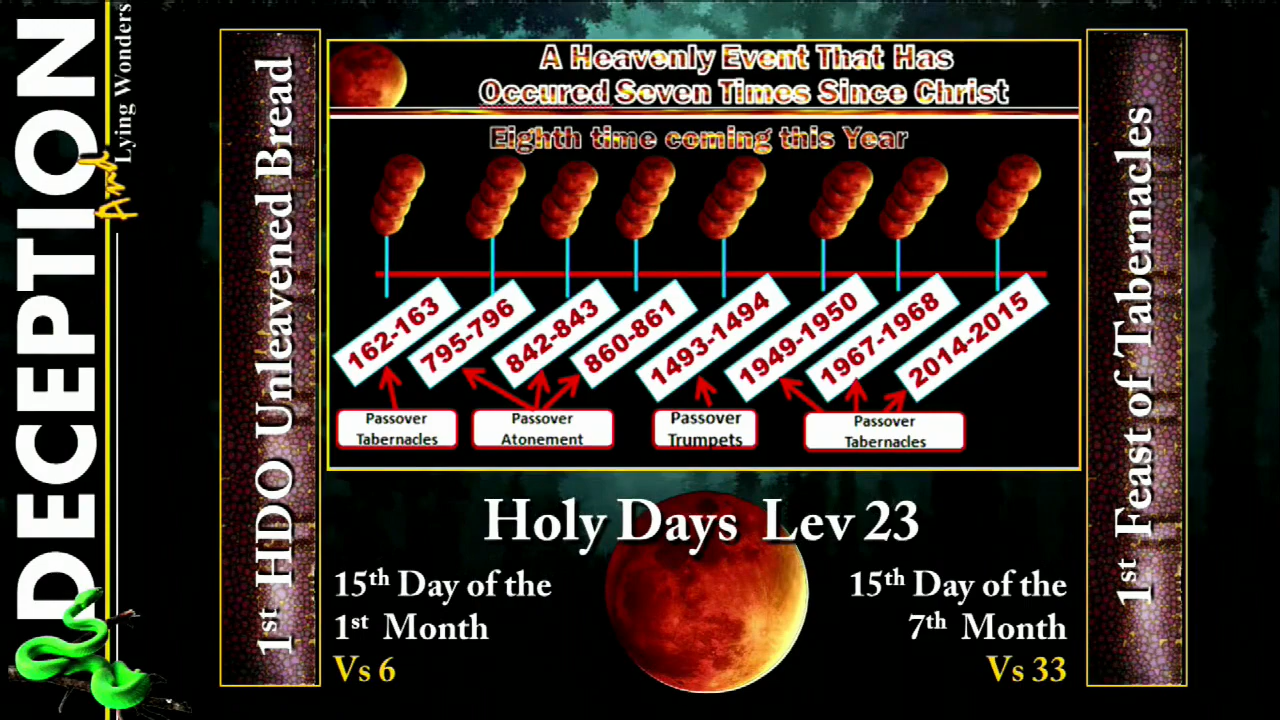 DECEPTION
And
Lying Wonders
1st HDO Unleavened Bread
A Heavenly Event That Has
Occured Seven Times Since Christ
Eighth time coming this Year
162-163
795-796
842-843
860-861
1493-1494
1949-1950
1967-1968
2014-2015
Passover
Tabernacles
Passover
Atonement
Passover
Trumpets
Passover
Tabernacles
Holy Days Lev 23
15th Day of the
1st Month
Vs 6
15th Day of the
7th Month
Vs 33
1st Feast of Tabernacles